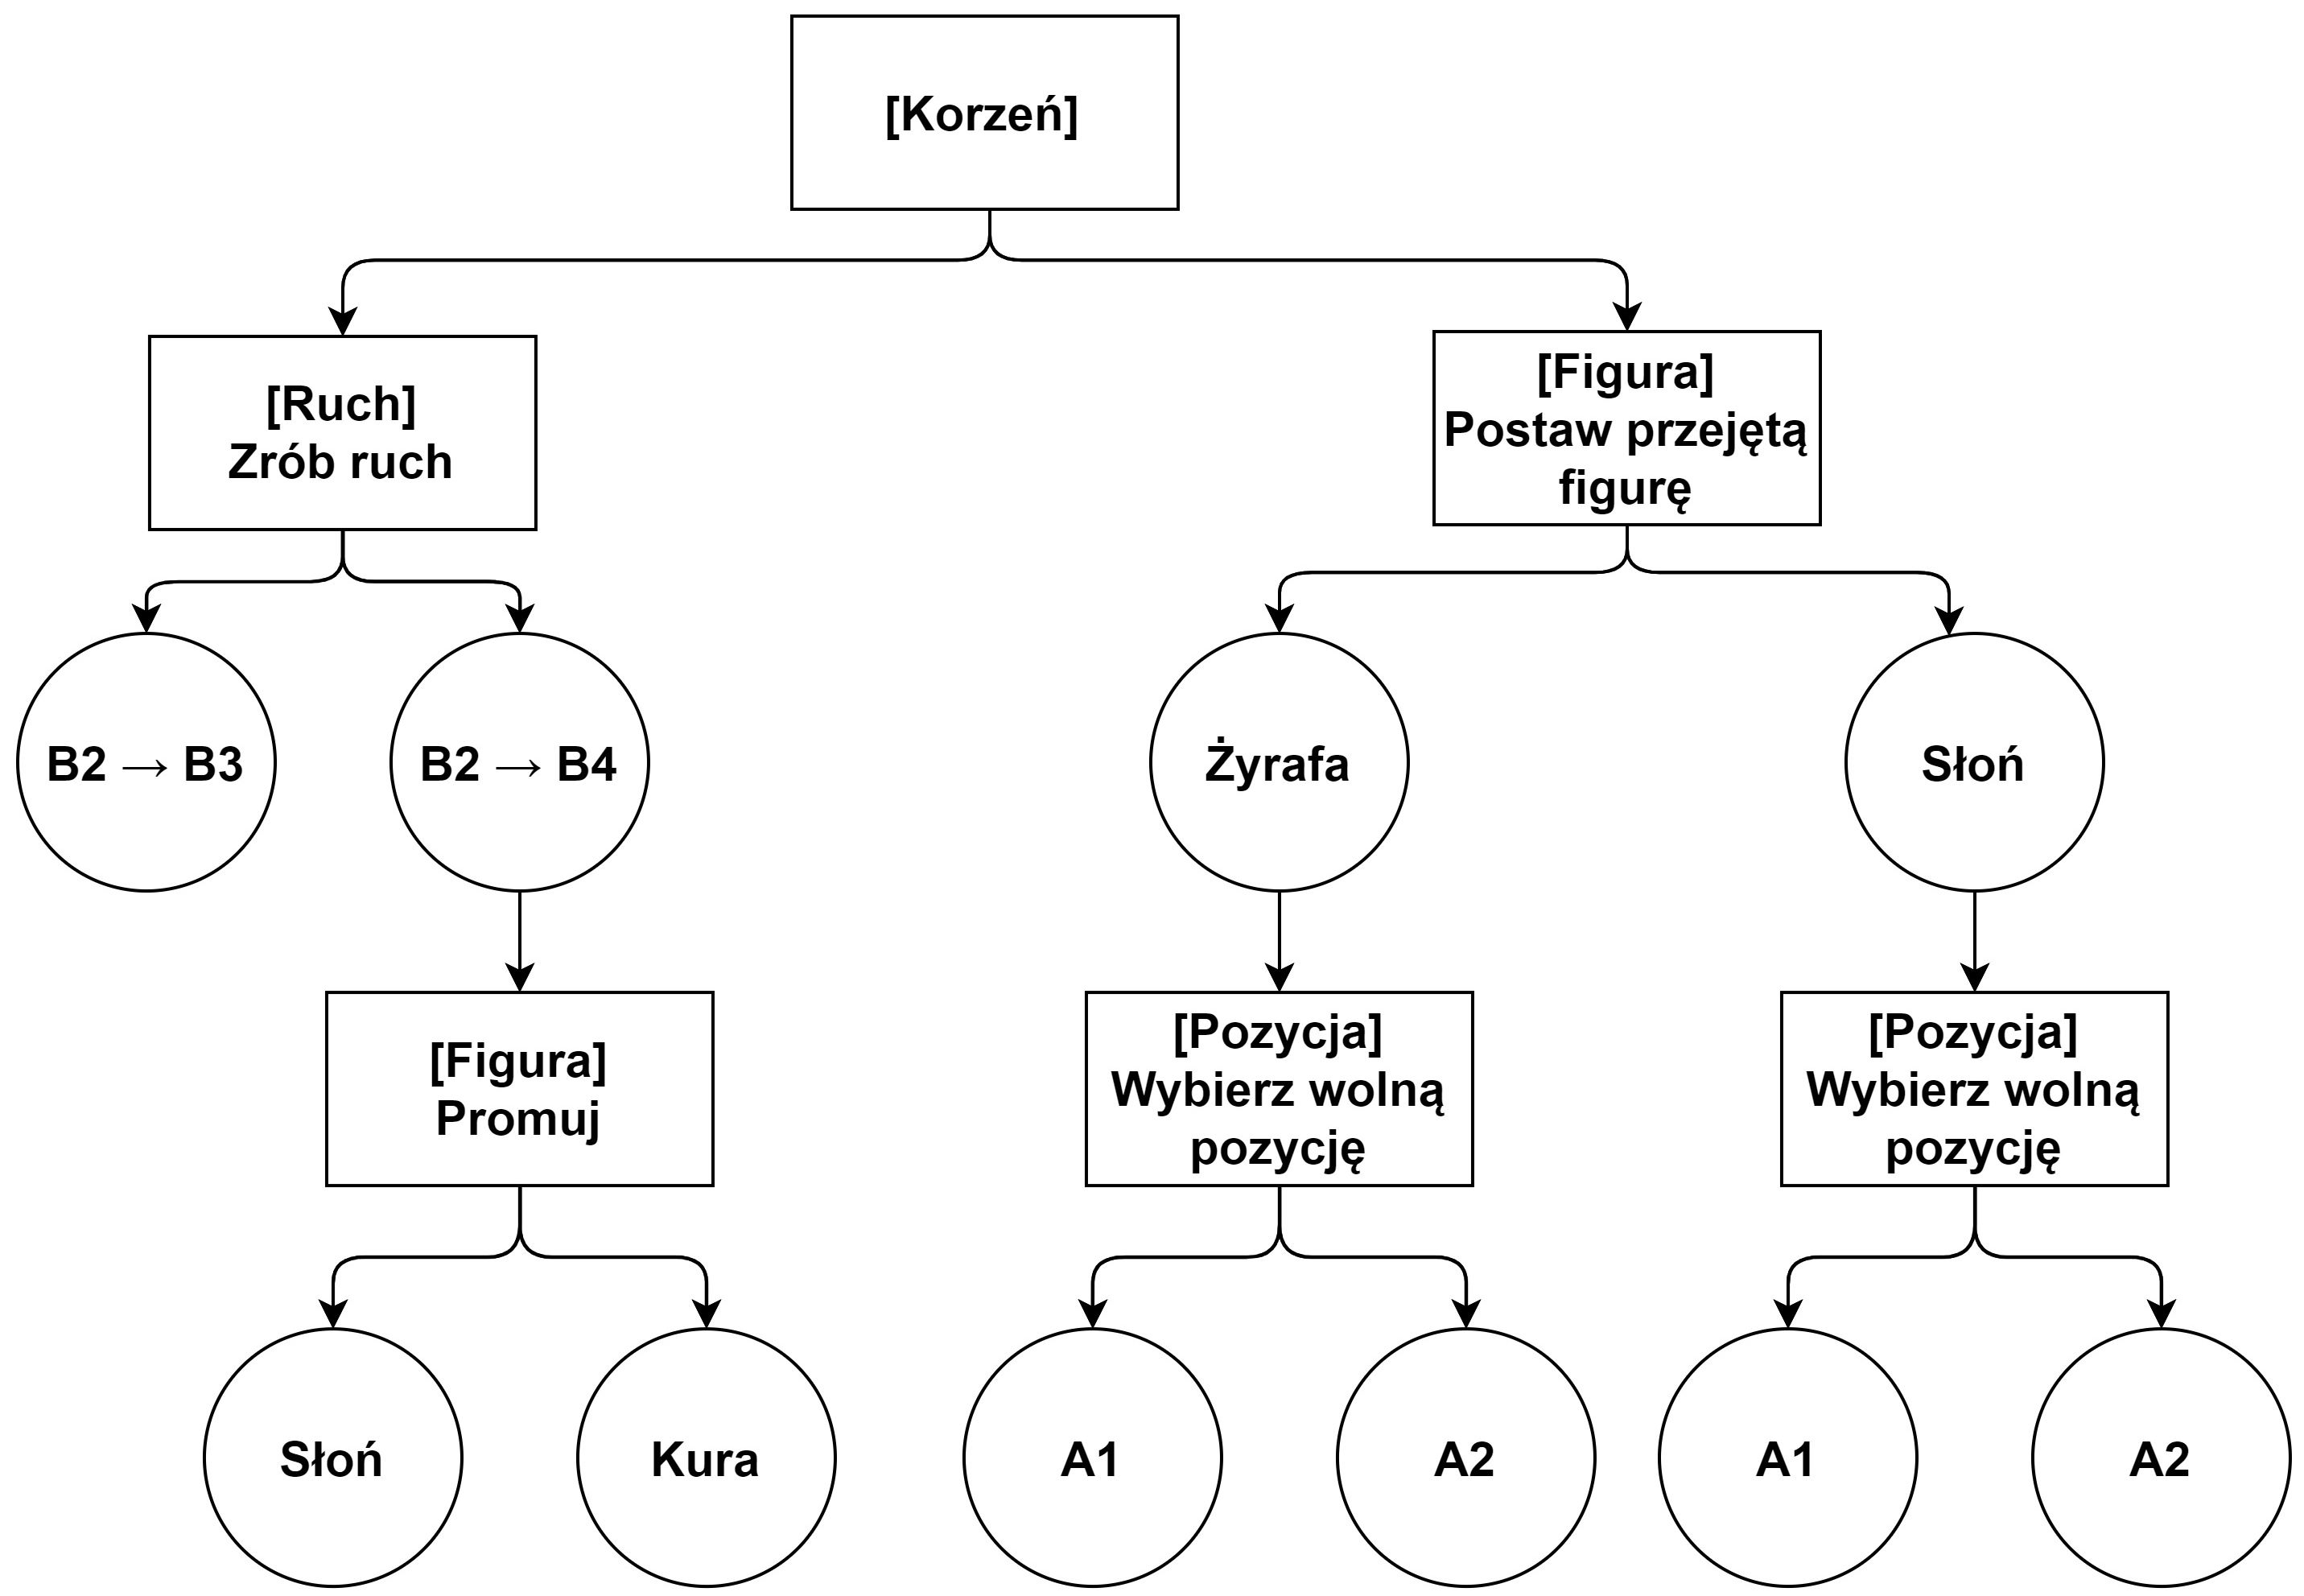 [Korzeń]
[Ruch]
Zrób ruch
[Figura]
Postaw przejętą
figurę
B2 → B3
B2 → B4
Żyrafa
Słoń
[Figura]
Promuj
[Pozycja]
Wybierz wolną
pozycję
[Pozycja]
Wybierz wolną
pozycję
Słoń
Kura
A1
A2
A1
A2